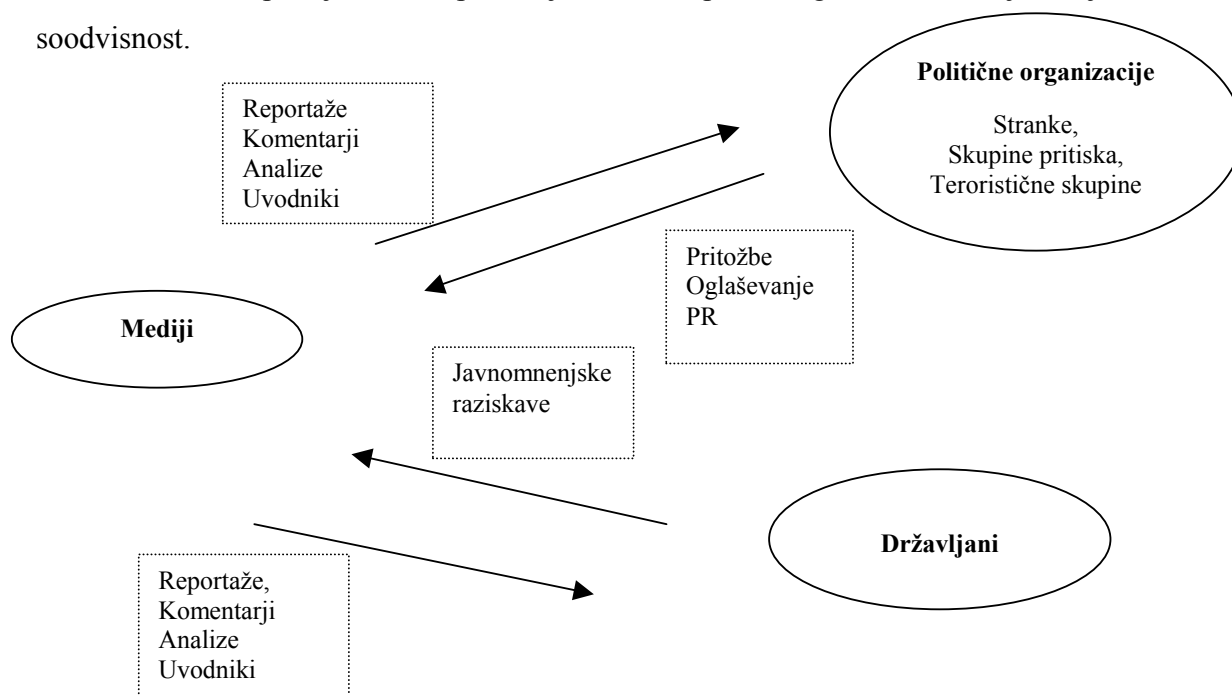 soodvisnost.
Politične organizacije
Stranke,
Skupine pritiska,
Teroristične skupine
Reportaže
Komentarji
Analize
Uvodniki
Pritožbe
Oglaševanje
PR
Mediji
Javnomnenjske
raziskave
Državljani
Reportaže,
Komentarji
Analize
Uvodniki